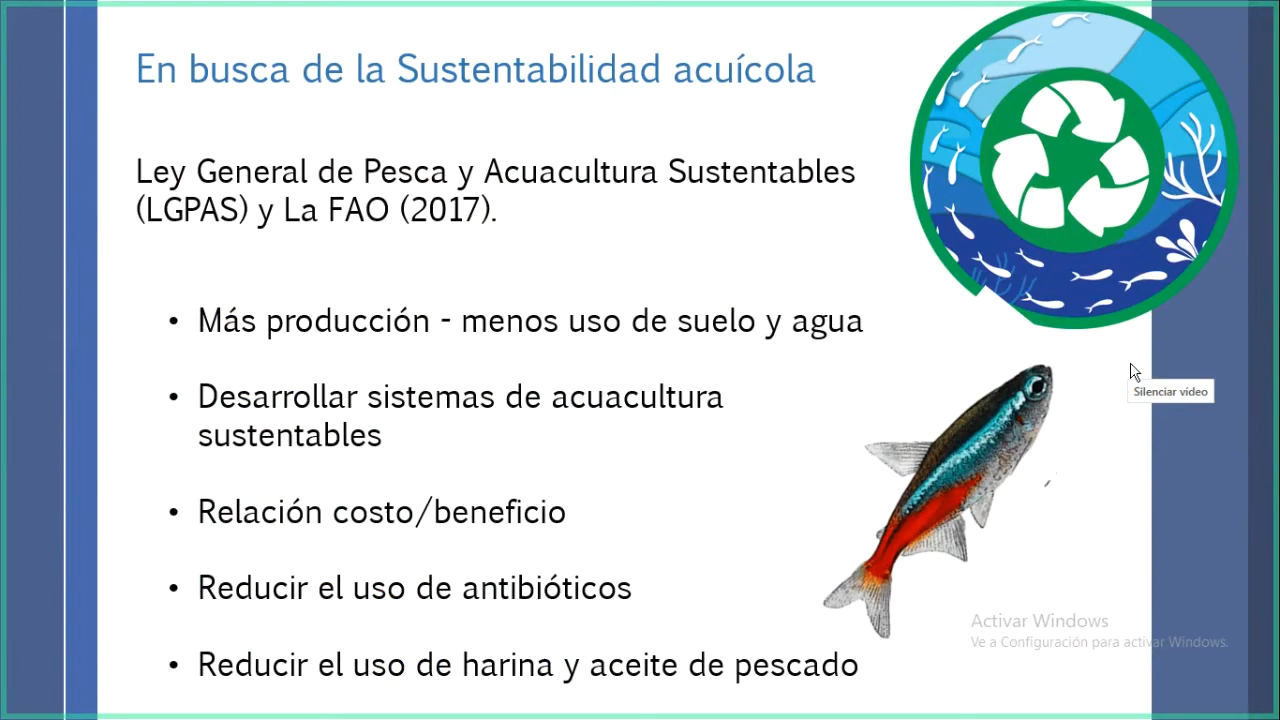 En busca de la Sustentabilidad acuícola
Ley General de Pesca y Acuacultura Sustentables
(LGPAS) y La FAO (2017).
• Más producción - menos uso de suelo y agua
• Desarrollar sistemas de acuacultura
sustentables
• Relación costo/beneficio
• Reducir el uso de antibióticos
• Reducir el uso de harina y aceite de pescado
Silenciar vídeo
Activar Windows
Ve a Configuración para activar Windows.